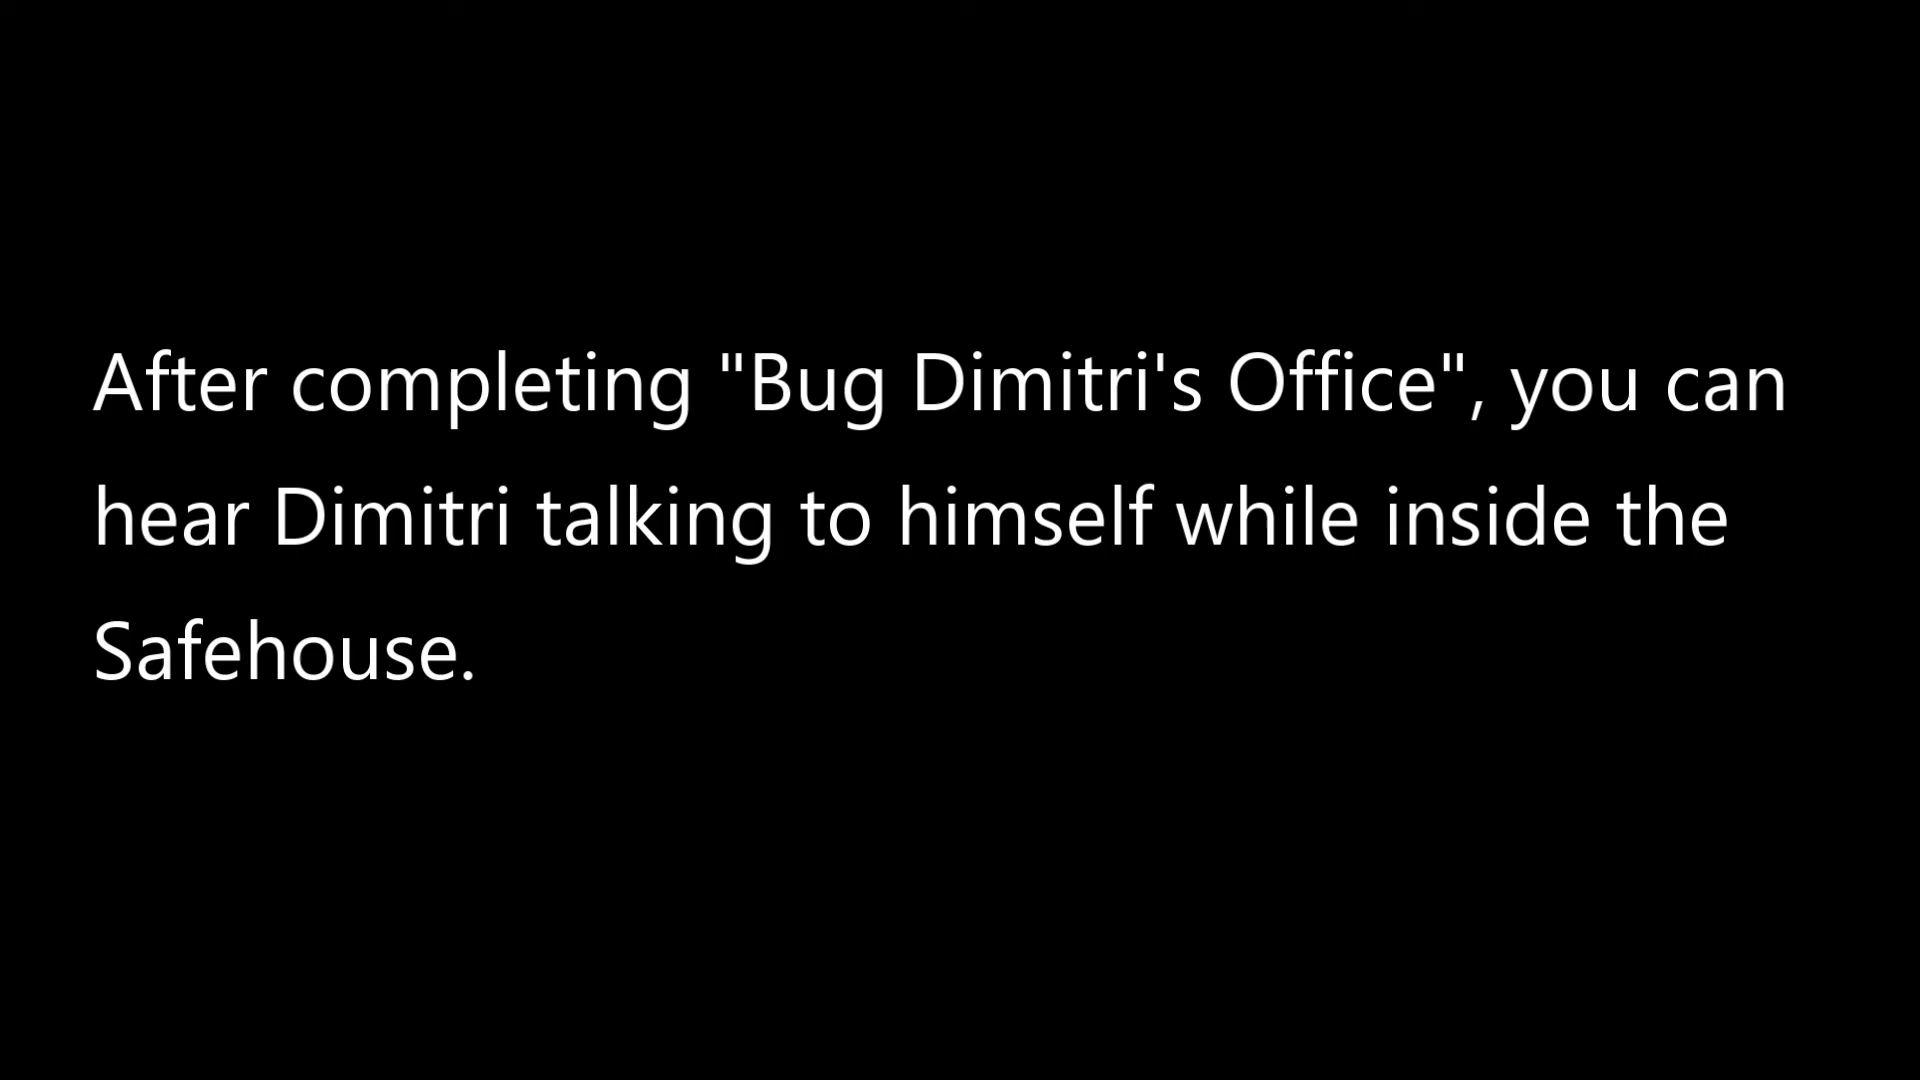 After completing "Bug Dimitri's Office", you can
hear Dimitri talking to himself while inside the
Safehouse.